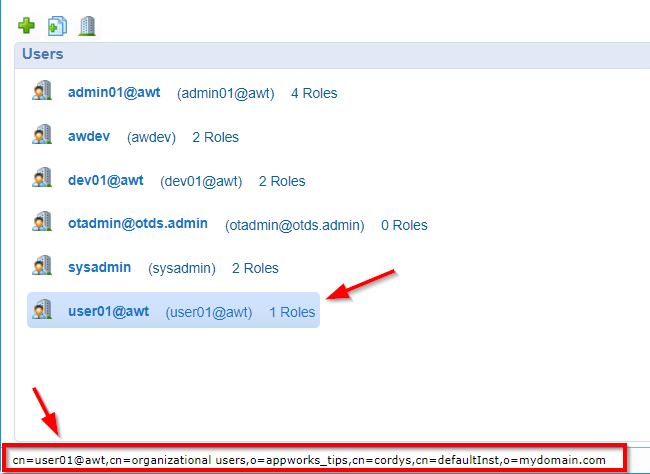 Users
admin01@awt (admin01@awt) 4 Roles
awdev (awdev) 2 Roles
dev01@awt (dev01@awt) 2 Roles
otadmin@otds.admin (otadmin@otds.admin) 0 Roles
sysadmin (sysadmin) 2 Roles
user01@awt (user01@awt) 1 Roles
cn=user01@awt,cn=organizational users,o=appworks_tips,cn=cordys,cn=defaultInst,o=mydomain.com